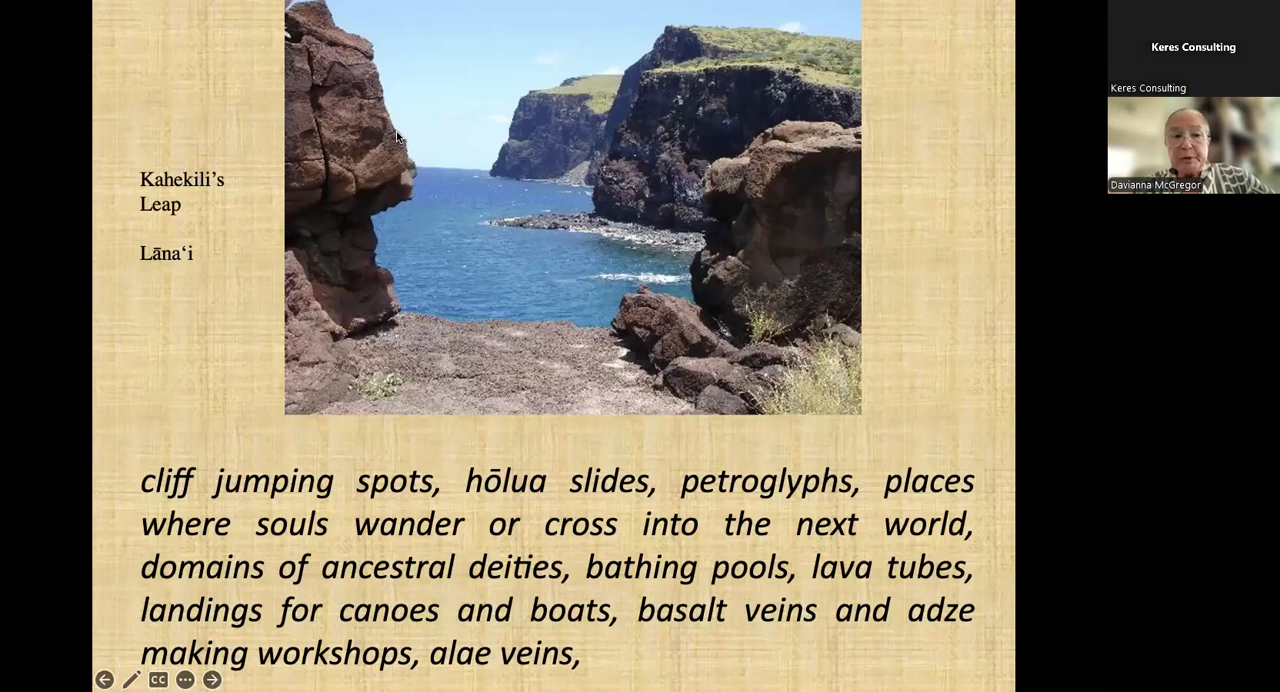 Kahekili’s
Leap
Lāna‘i
cliff jumping spots, hōlua slides, petroglyphs, places
where souls wander or cross into the next world,
domains of ancestral deities, bathing pools, lava tubes,
landings for canoes and boats, basalt veins and adze
making workshops, alae veins,
CC
Keres Consulting
Keres Consulting
Davianna McGregor